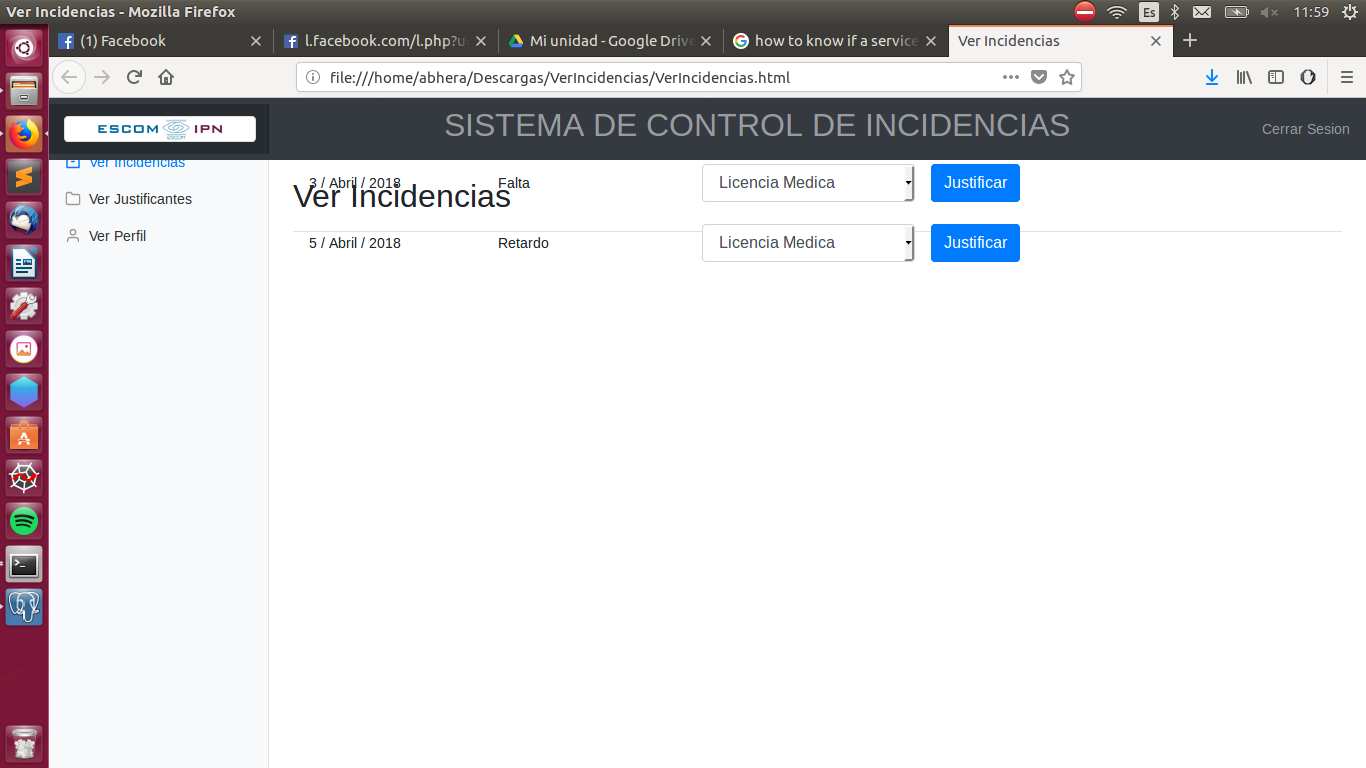 Ver Incidencias - Mozilla Firefox
Es
11:59
(1) Facebook
l.facebook.com/l.php?u
Mi unidad - Google Drive
how to know if a service
Ver Incidencias
file:///home/abhera/Descargas/VerIncidencias/VerIncidencias.html
ESCOM IPN
SISTEMA DE CONTROL DE INCIDENCIAS
Cerrar Sesion
Ver Incidencias
Ver Justificantes
Ver Perfil
3 / Abril / 2018 Falta Licencia Medica Justificar
Ver Incidencias
5 / Abril / 2018 Retardo Licencia Medica Justificar